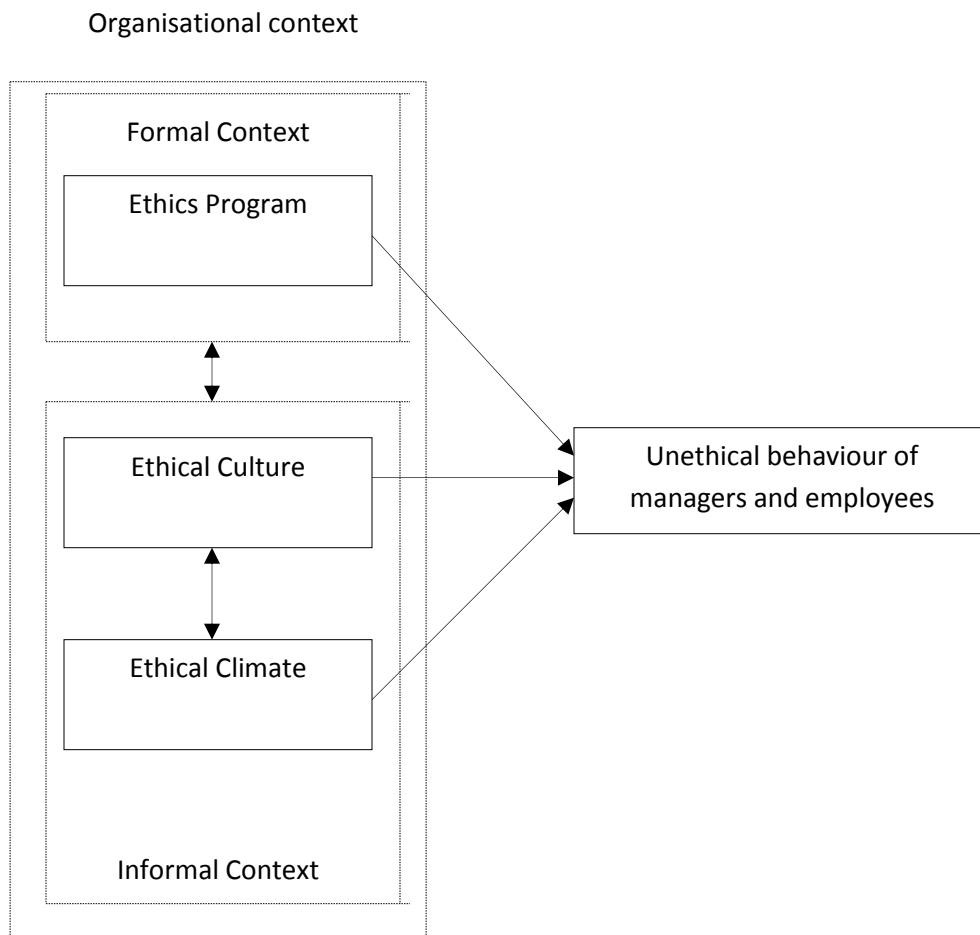 Organisational context
Formal Context
Ethics Program
Ethical Culture
Unethical behaviour of
managers and employees
Ethical Climate
Informal Context